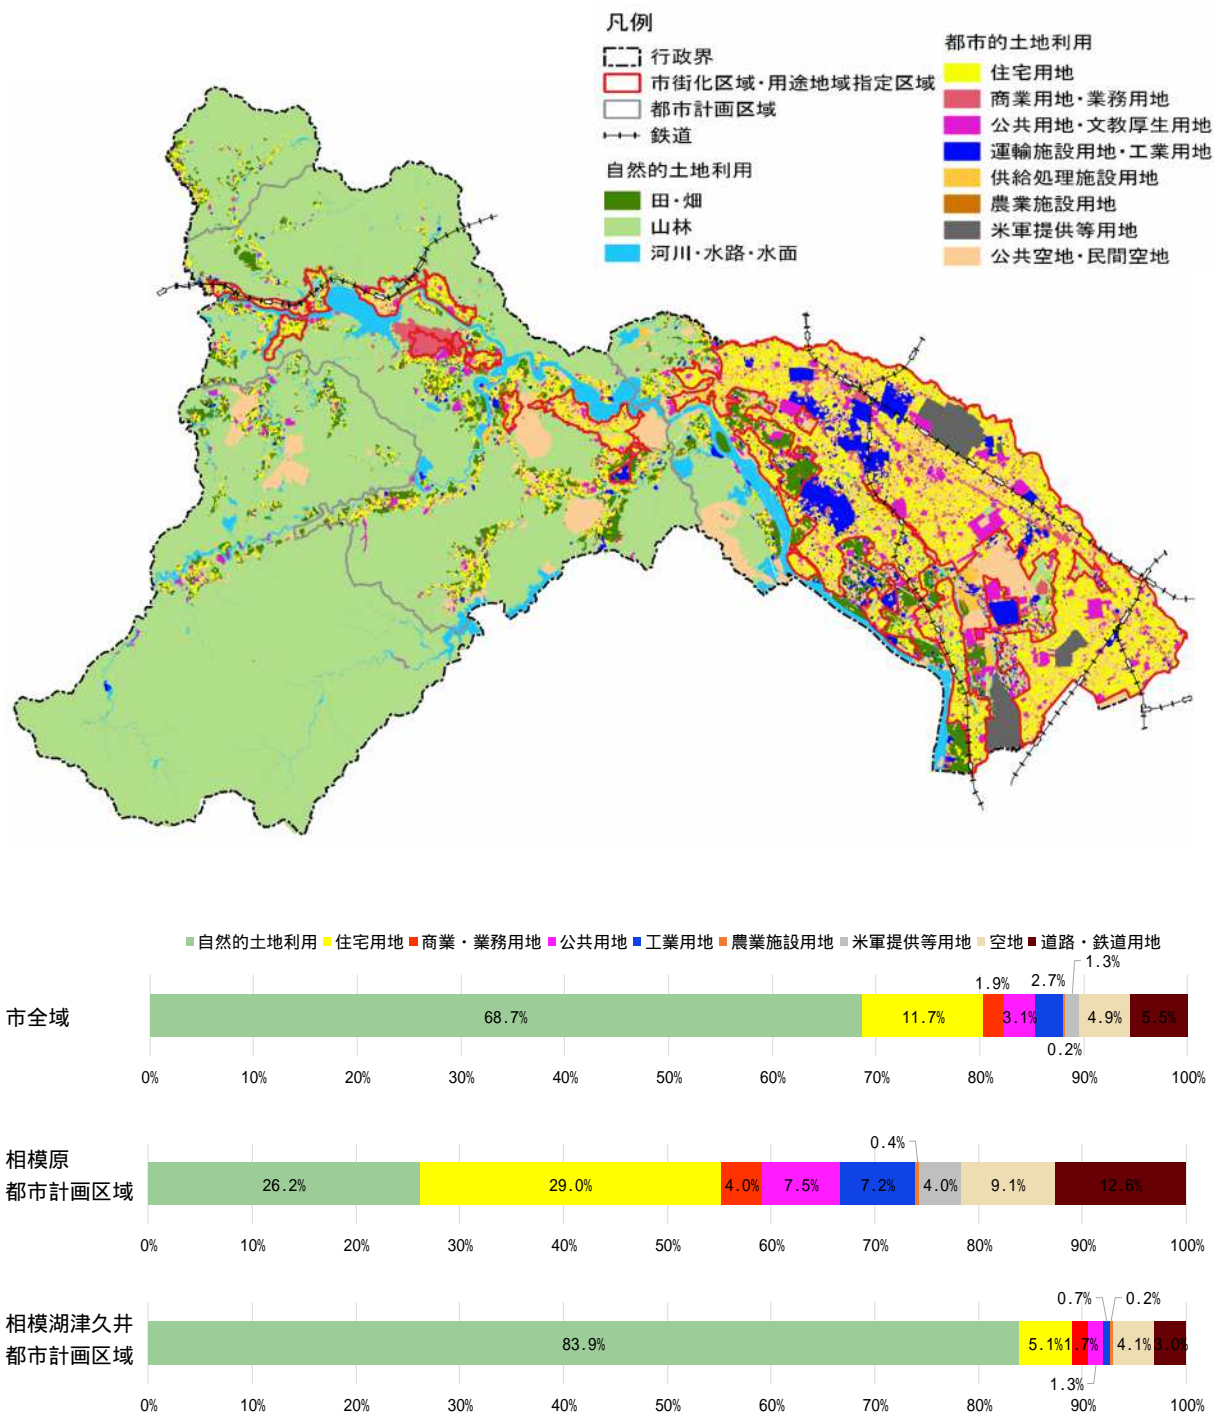 凡例
行政界
市街化区域・用途地域指定区域
都市計画区域
鉄道
自然的土地利用
田・畑
山林
河川・水路・水面
都市的土地利用
住宅用地
商業用地・業務用地
公共用地・文教厚生用地
運輸施設用地・工業用地
供給処理施設用地
農業施設用地
米軍提供等用地
公共空地・民間空地
自然的土地利用 住宅用地 商業・業務用地 公共用地 工業用地 農業施設用地 米軍提供等用地 空地 道路・鉄道用地
市全域
68.7% 11.7% 1.9% 3.1% 2.7% 0.2% 1.3% 4.9% 5.5%
0% 10% 20% 30% 40% 50% 60% 70% 80% 90% 100%
相模原
都市計画区域
26.2% 29.0% 4.0% 7.5% 7.2% 0.4% 4.0% 9.1% 12.6%
0% 10% 20% 30% 40% 50% 60% 70% 80% 90% 100%
相模湖津久井
都市計画区域
83.9% 5.1% 1.7% 1.3% 0.7% 0.2% 4.1% 3.0%
0% 10% 20% 30% 40% 50% 60% 70% 80% 90% 100%